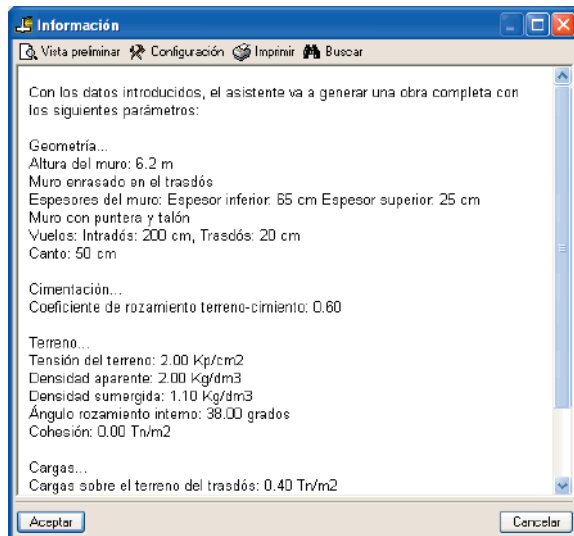 Información
Vista preliminar Configuración Imprimir Buscar
Con los datos introducidos, el asistente va a generar una obra completa con
los siguientes parámetros:
Geometría...
Altura del muro: 6.2 m
Muro enrasado en el trasdós
Espesores del muro: Espesor inferior: 65 cm Espesor superior: 25 cm
Muro con puntera y talón
Vuelos: Intradós: 200 cm, Trasdós: 20 cm
Canto: 50 cm
Cimentación...
Coeficiente de rozamiento terreno-cimiento: 0.60
Terreno...
Tensión del terreno: 2.00 Kp/cm2
Densidad aparente: 2.00 Kg/dm3
Densidad sumergida: 1.10 Kg/dm3
Ángulo rozamiento interno: 38.00 grados
Cohesión: 0.00 Tn/m2
Cargas...
Cargas sobre el terreno del trasdós: 0.40 Tn/m2
Aceptar Cancelar